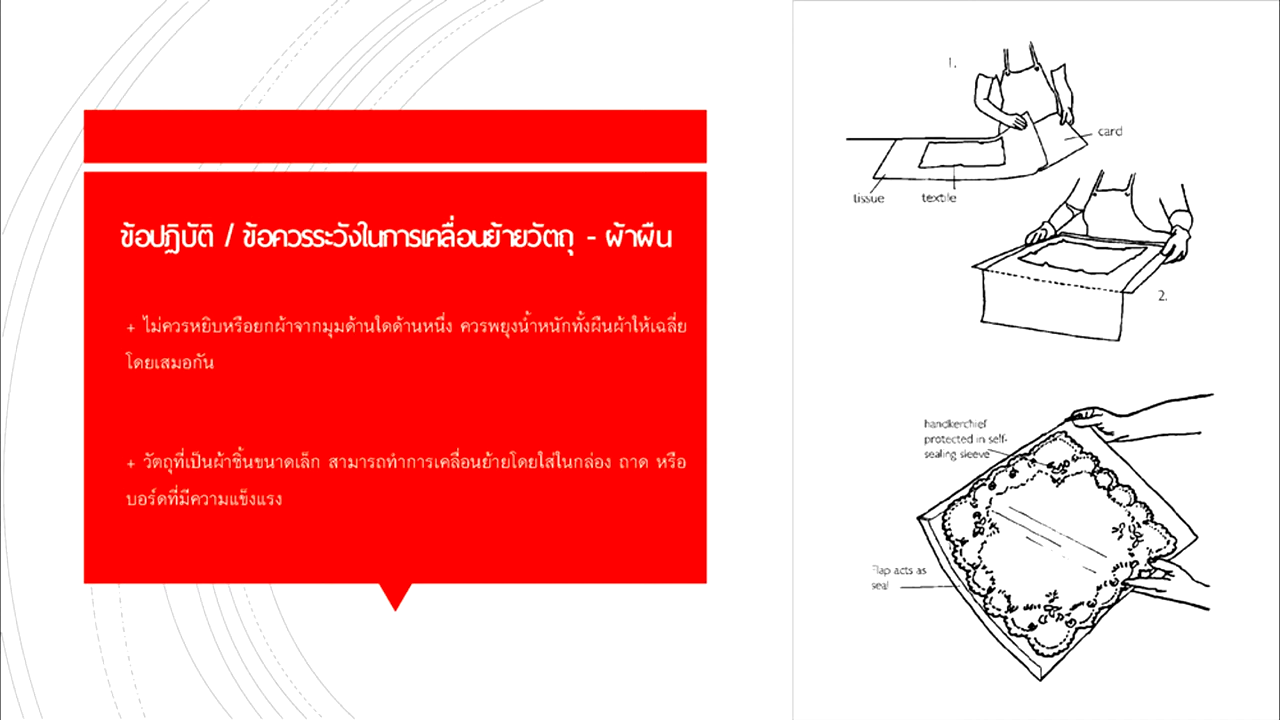 ข้อปฏิบัติ / ข้อควรระวังในการเคลื่อนย้ายวัตถุ - ผ้าผืน
+ ไม่ควรหยิบหรือยกผ้าจากมุมด้านใดด้านหนึ่ง ควรพยุงน้ำหนักทั้งผืนผ้าให้เฉลี่ย
โดยเสมอกัน
+ วัตถุที่เป็นผ้าชิ้นขนาดเล็ก สามารถทำการเคลื่อนย้ายโดยใส่ในกล่อง ถาด หรือ
บอร์ดที่มีความแข็งแรง
1.
card
tissue
textile
2.
handkerchief
protected in self-
sealing sleeve
Flap acts as
seal